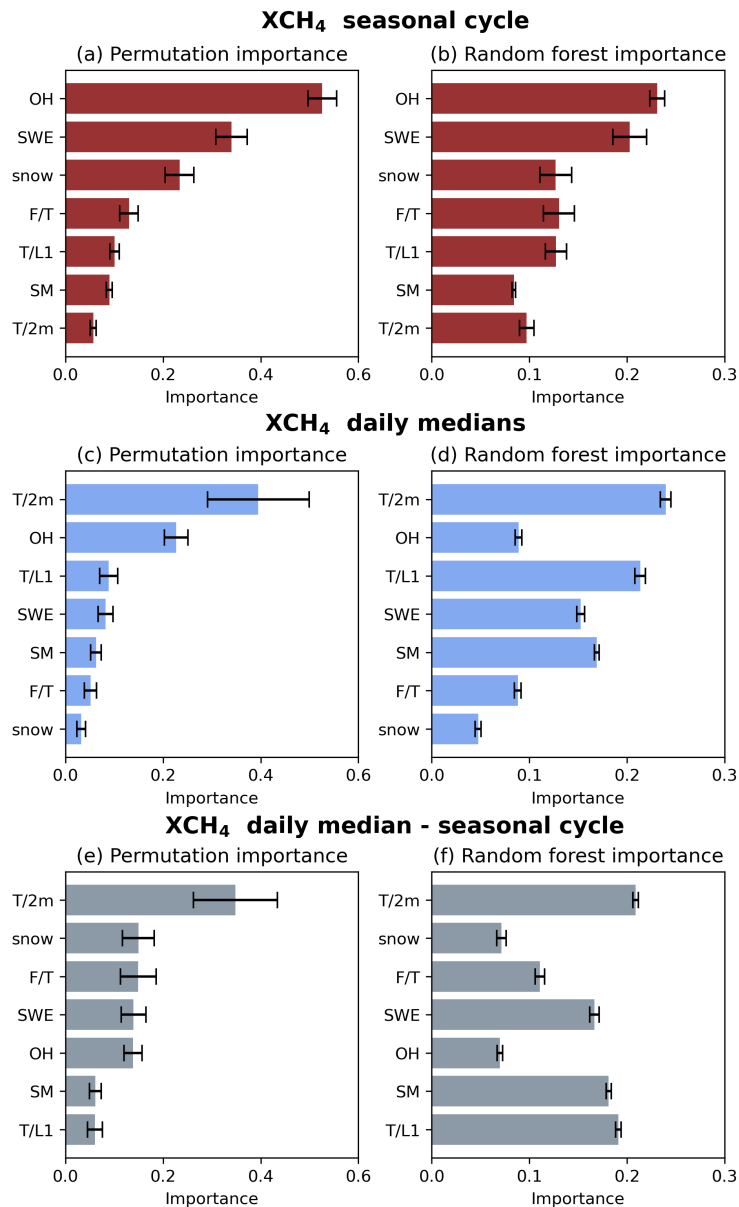 XCH₄ seasonal cycle
(a) Permutation importance
OH
SWE
snow
F/T
T/L1
SM
T/2m
0.0 0.2 0.4 0.6
Importance
(b) Random forest importance
OH
SWE
snow
F/T
T/L1
SM
T/2m
0.0 0.1 0.2 0.3
Importance
XCH₄ daily medians
(c) Permutation importance
T/2m
OH
T/L1
SWE
SM
F/T
snow
0.0 0.2 0.4 0.6
Importance
(d) Random forest importance
T/2m
OH
T/L1
SWE
SM
F/T
snow
0.0 0.1 0.2 0.3
Importance
XCH₄ daily median - seasonal cycle
(e) Permutation importance
T/2m
snow
F/T
SWE
OH
SM
T/L1
0.0 0.2 0.4 0.6
Importance
(f) Random forest importance
T/2m
snow
F/T
SWE
OH
SM
T/L1
0.0 0.1 0.2 0.3
Importance